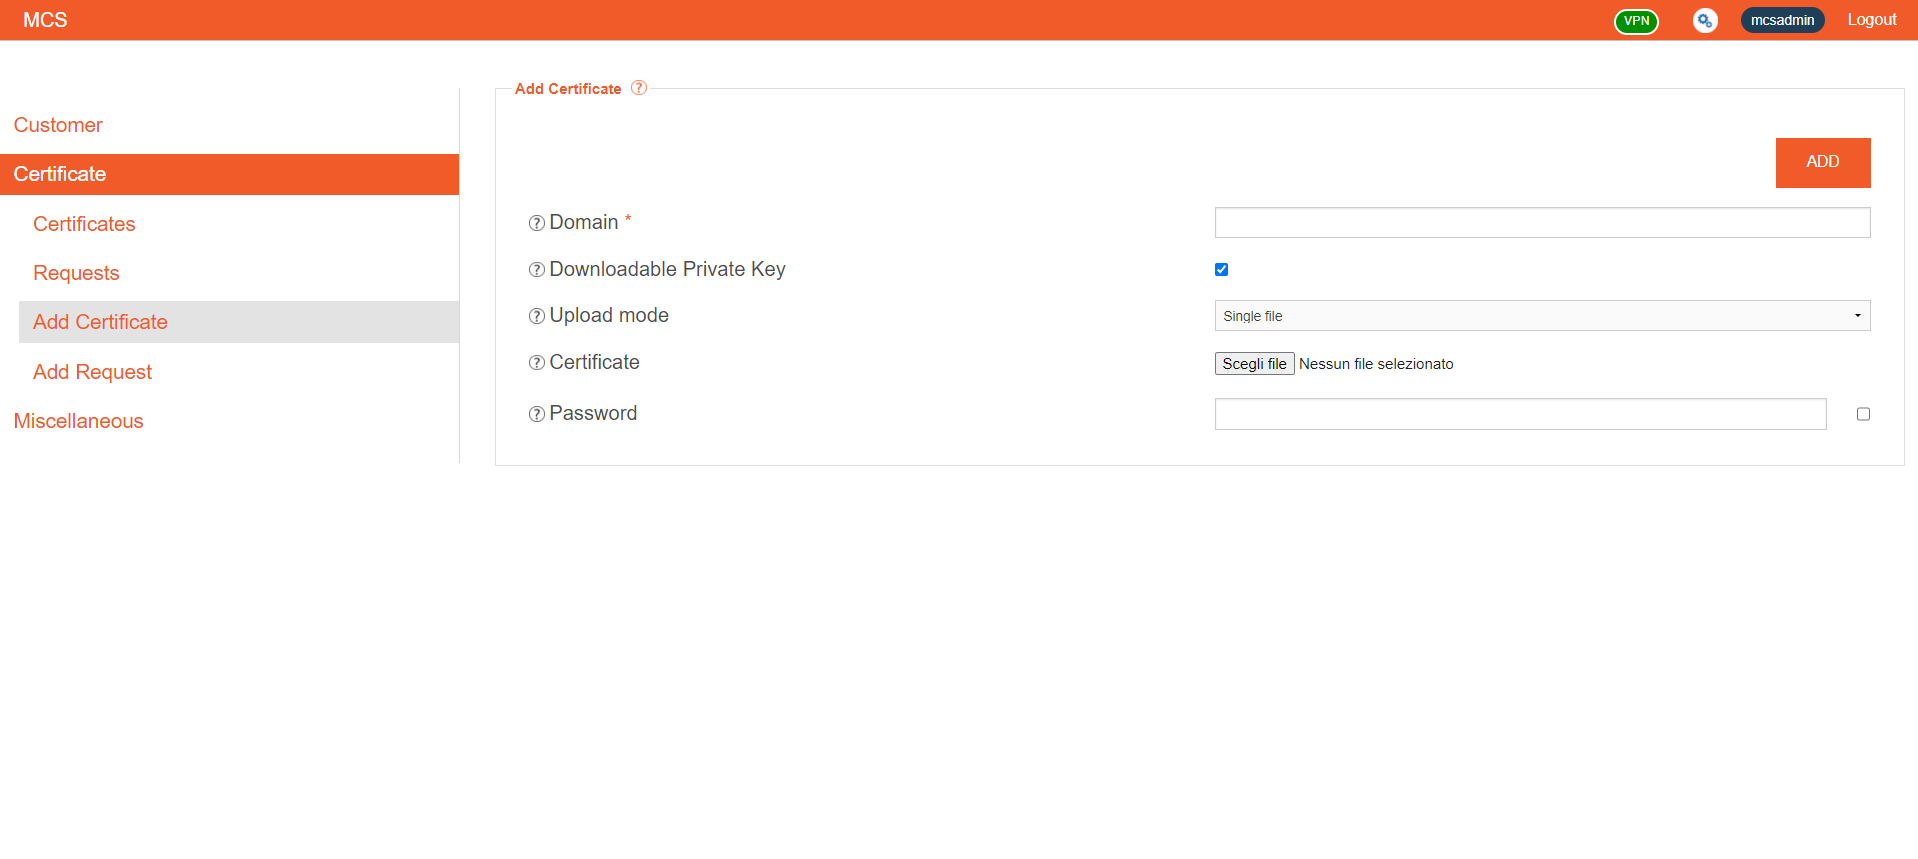 MCS
VPN
mcsadmin
Logout
Customer
Certificate
Certificates
Requests
Add Certificate
Add Request
Miscellaneous
Add Certificate ?
ADD
? Domain *
? Downloadable Private Key
? Upload mode
Single file
? Certificate
Scegli file Nessun file selezionato
? Password